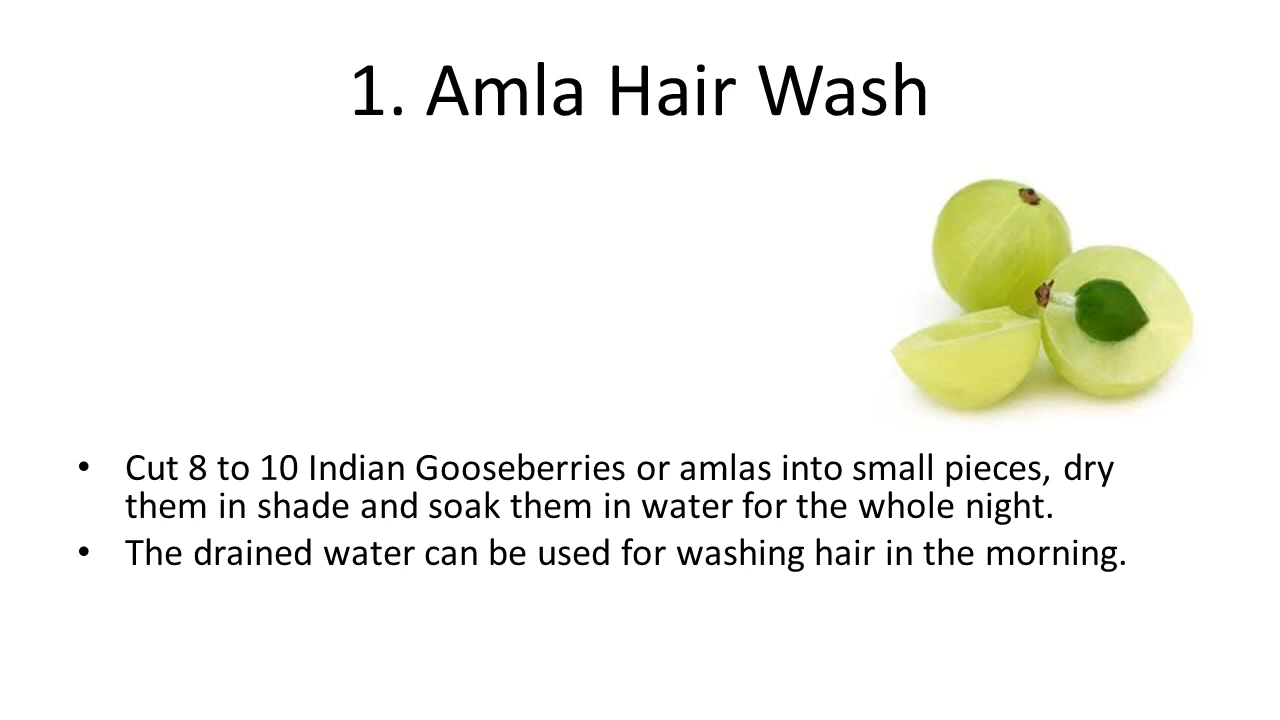 1. Amla Hair Wash
• Cut 8 to 10 Indian Gooseberries or amlas into small pieces, dry
them in shade and soak them in water for the whole night.
• The drained water can be used for washing hair in the morning.